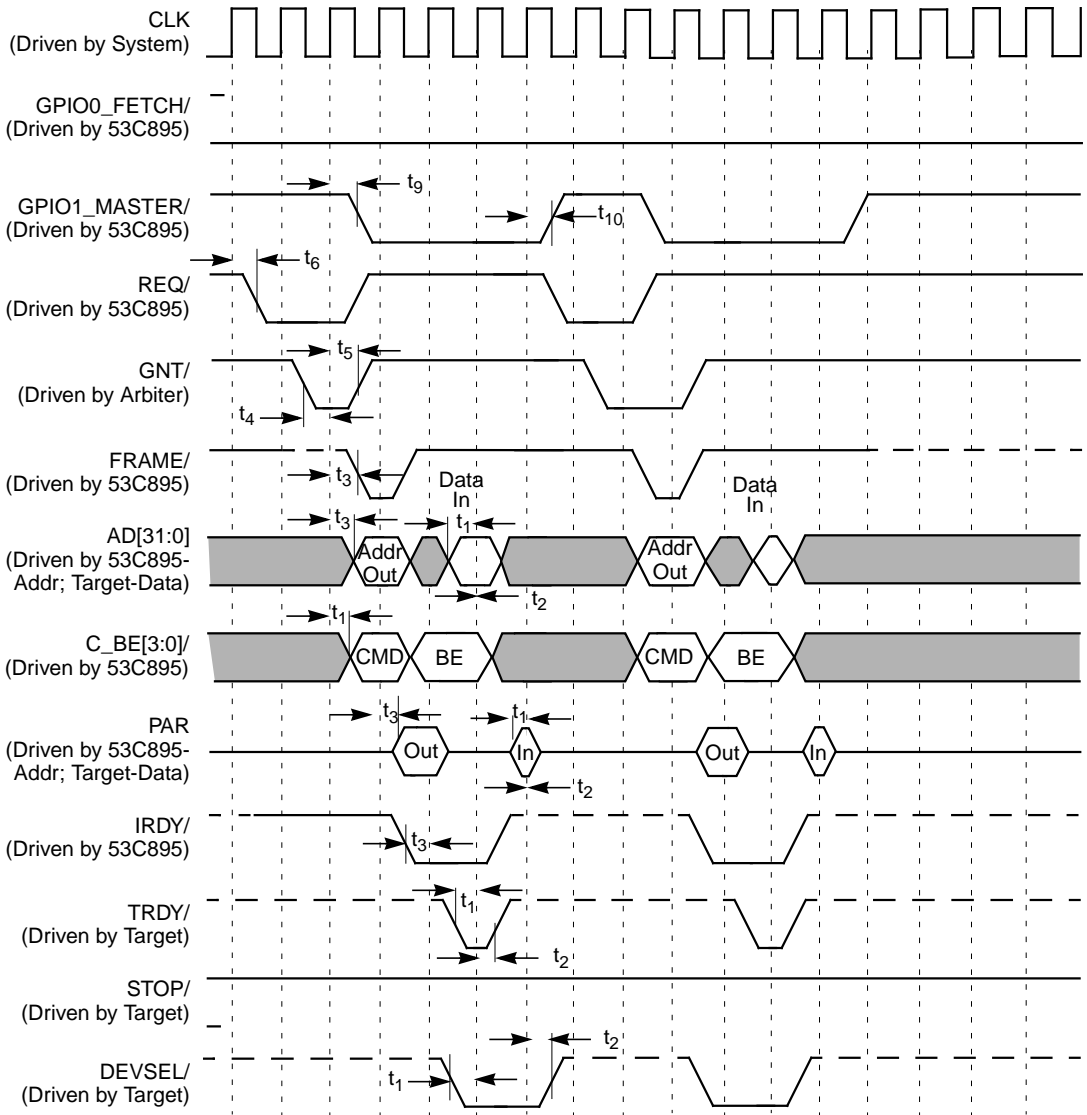 CLK
(Driven by System)
GPIO0_FETCH/
(Driven by 53C895)
t9
GPIO1_MASTER/
(Driven by 53C895)
t10
t6
REQ/
(Driven by 53C895)
t5
GNT/
(Driven by Arbiter)
t4
FRAME/
(Driven by 53C895)
t3
Data
In
Data
In
t3
t1
AD[31:0]
(Driven by 53C895-
Addr; Target-Data)
Addr
Out
Addr
Out
t2
t1
C_BE[3:0]/
(Driven by 53C895)
CMD
BE
CMD
BE
t3
t1
PAR
(Driven by 53C895-
Addr; Target-Data)
Out
In
Out
In
t2
IRDY/
(Driven by 53C895)
t3
t1
TRDY/
(Driven by Target)
t2
STOP/
(Driven by Target)
t2
DEVSEL/
(Driven by Target)
t1